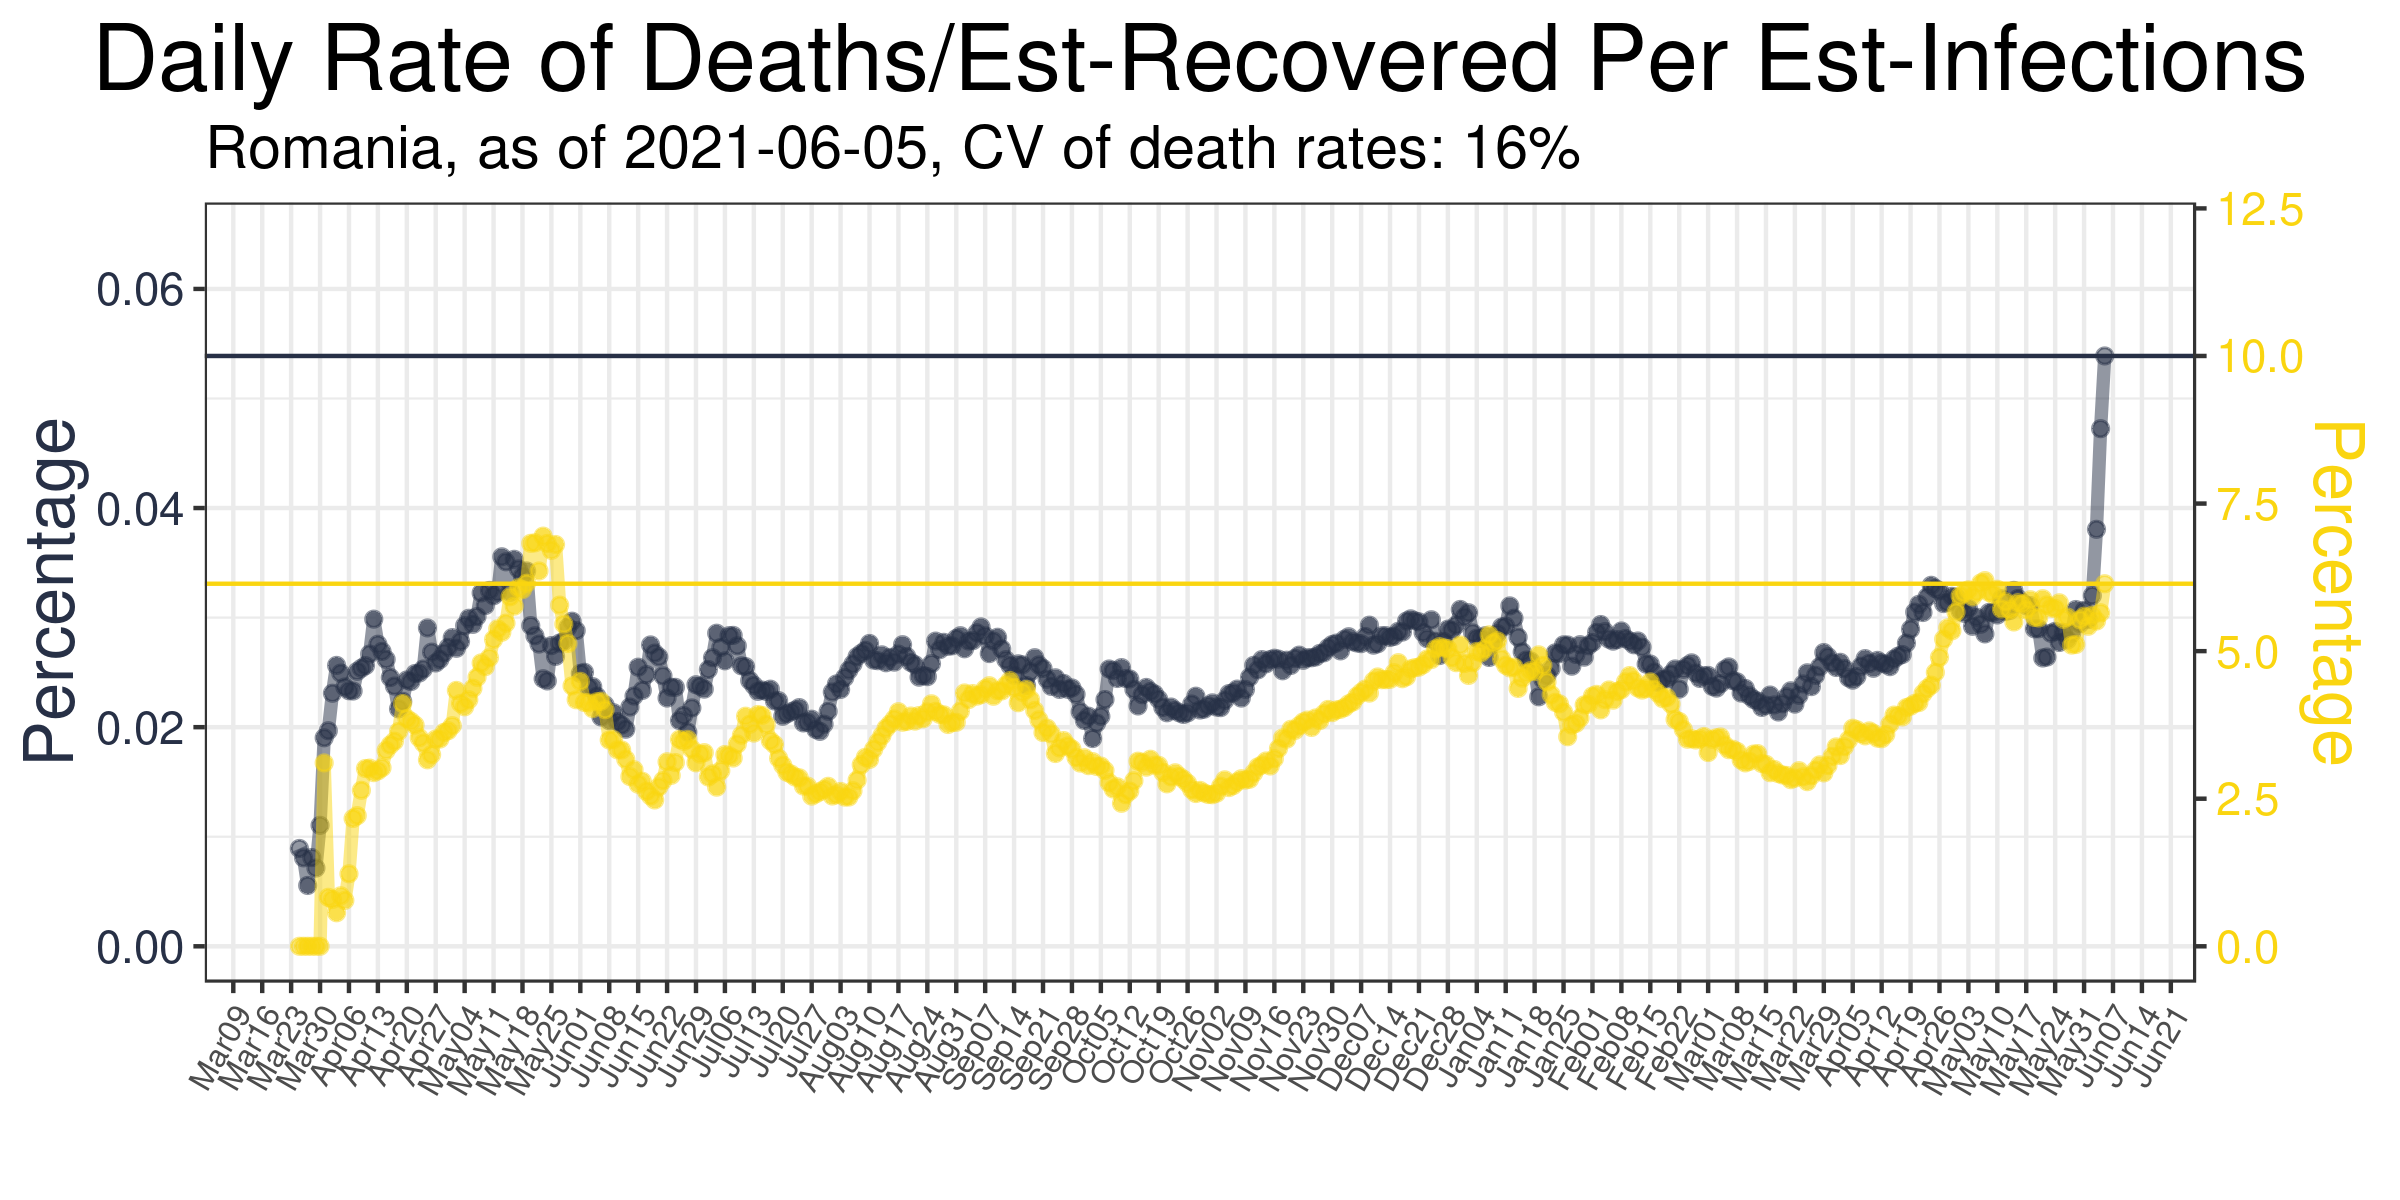 Daily Rate of Deaths/Est-Recovered Per Est-Infections
Romania, as of 2021-06-05, CV of death rates: 16%
Percentage
0.06
0.04
0.02
0.00
12.5
10.0
7.5
5.0
2.5
0.0
Percentage
Mar09
Mar16
Mar23
Mar30
Apr06
Apr13
Apr20
Apr27
May04
May11
May18
May25
Jun01
Jun08
Jun15
Jun22
Jun29
Jul06
Jul13
Jul20
Jul27
Aug03
Aug10
Aug17
Aug24
Aug31
Sep07
Sep14
Sep21
Sep28
Oct05
Oct12
Oct19
Oct26
Nov02
Nov09
Nov16
Nov23
Nov30
Dec07
Dec14
Dec21
Dec28
Jan04
Jan11
Jan18
Jan25
Feb01
Feb08
Feb15
Feb22
Mar01
Mar08
Mar15
Mar22
Mar29
Apr05
Apr12
Apr19
Apr26
May03
May10
May17
May24
May31
Jun07
Jun14
Jun21